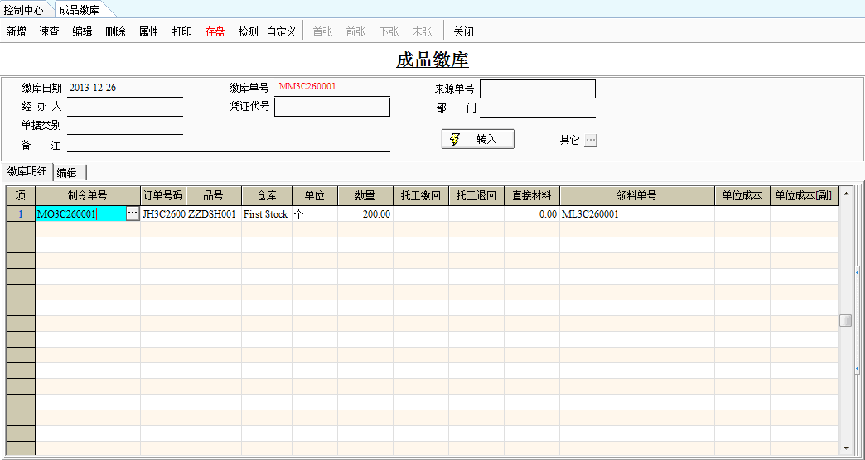 控制中心 成品缴库
新增 速查 编辑 删除 属性 打印 存盘 检测 自定义 首张 前张 下张 末张 关闭
成品缴库
缴库日期 2013-12-26 缴库单号 MM3C260001 来源单号
经 办 人 凭证代号 部 门
单据类别
备 注 转入 其它 ...
缴库明细 编辑
项 制令单号 订单号码 品号 仓库 单位 数量 托工缴回 托工退回 直接材料 领料单号 单位成本 单位成本[副]
1 MO3C260001 ... JH3C2600 ZZDSH001 First Stock 个 200.00 0.00 ML3C260001